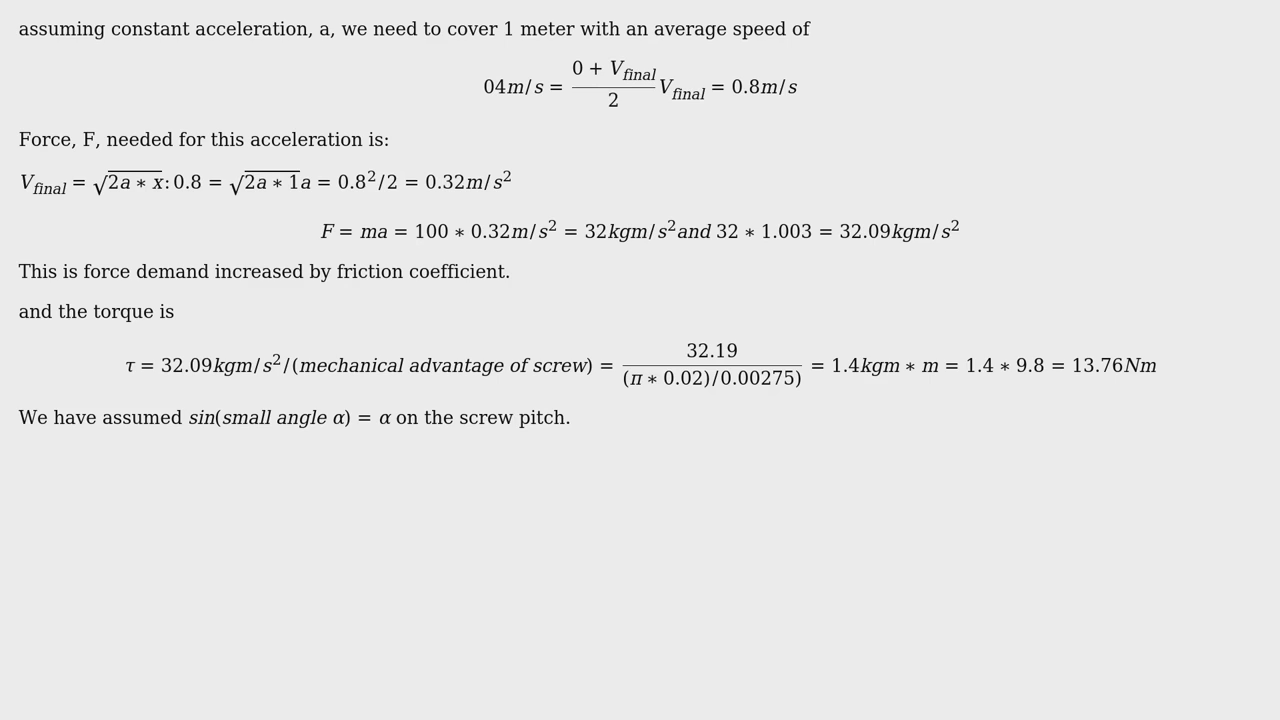 assuming constant acceleration, a, we need to cover 1 meter with an average speed of
04m/s = (0 + V_final)/2 V_final = 0.8m/s
Force, F, needed for this acceleration is:
V_final = √(2a ∗ x): 0.8 = √(2a ∗ 1)a = 0.8²/2 = 0.32m/s²
F = ma = 100 ∗ 0.32m/s² = 32kgm/s²and 32 ∗ 1.003 = 32.09kgm/s²
This is force demand increased by friction coefficient.
and the torque is
τ = 32.09kgm/s²/(mechanical advantage of screw) = 32.19/((π ∗ 0.02)/0.00275) = 1.4kgm ∗ m = 1.4 ∗ 9.8 = 13.76Nm
We have assumed sin(small angle α) = α on the screw pitch.